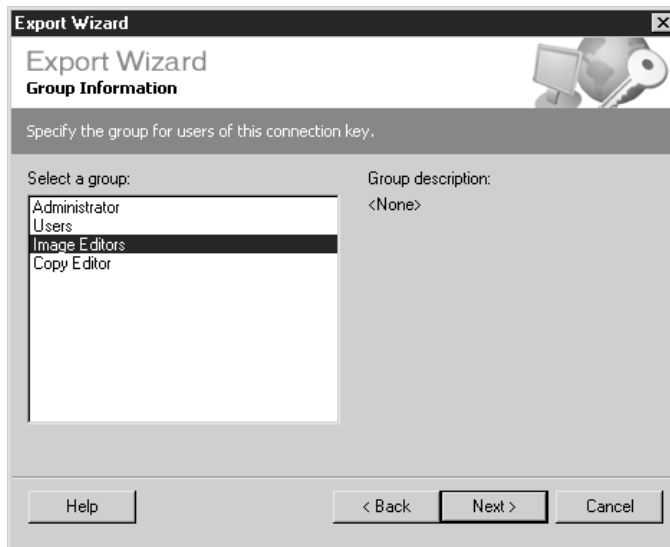 Export Wizard
Export Wizard
Group Information
Specify the group for users of this connection key.
Select a group:
Group description:
Administrator
Users
Image Editors
Copy Editor
<None>
Help
< Back
Next >
Cancel